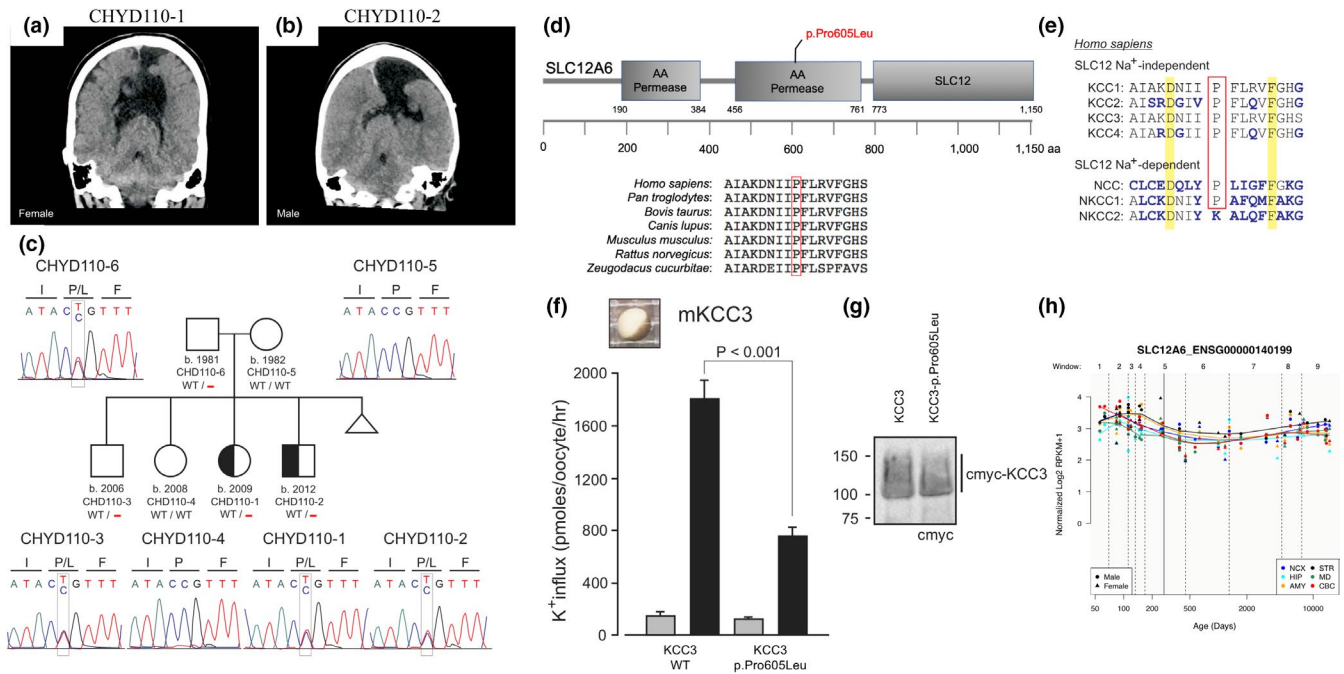 (a)
CHYD110-1
Female
(b)
CHYD110-2
Male
(c)
CHYD110-6
I P/L F
A T A C T G T T T
C
CHYD110-5
I P F
A T A C C G T T T
b. 1981
CHD110-6
WT / -
b. 1982
CHD110-5
WT / WT
b. 2006
CHD110-3
WT / -
b. 2008
CHD110-4
WT / WT
b. 2009
CHD110-1
WT / -
b. 2012
CHD110-2
WT / -
CHYD110-3
I P/L F
A T A C T G T T T
C
CHYD110-4
I P F
A T A C C G T T T
CHYD110-1
I P/L F
A T A C T G T T T
C
CHYD110-2
I P/L F
A T A C T G T T T
C
(d)
p.Pro605Leu
SLC12A6
AA
Permease
AA
Permease
SLC12
190 384 456 761 773 1,150
0 200 400 600 800 1,000 1,150 aa
Homo sapiens: AIAKDNIIPFLRVFGHS
Pan troglodytes: AIAKDNIIPFLRVFGHS
Bovis taurus: AIAKDNIIPFLRVFGHS
Canis lupus: AIAKDNIIPFLRVFGHS
Musculus musculus: AIAKDNIIPFLRVFGHS
Rattus norvegicus: AIAKDNIIPFLRVFGHS
Zeugodacus cucurbitae: AIARDEIIPFLSPFAVS
(e)
Homo sapiens
SLC12 Na+-independent
KCC1: AIAKDNII P FLRVFGHG
KCC2: AISRDGIV P FLQVFGHG
KCC3: AIAKDNII P FLRVFGHS
KCC4: AIARDGII P FLQVFGHG
SLC12 Na+-dependent
NCC: CLCEDQLY P LIGFFGKG
NKCC1: ALCKDNIY P AFQMFAKG
NKCC2: ALCKDNIY K ALQFFAKG
(f)
mKCC3
P < 0.001
K+influx (pmoles/oocyte/hr)
2000
1600
1200
800
400
0
KCC3
WT
KCC3
p.Pro605Leu
(g)
KCC3
KCC3-p.Pro605Leu
150
100
75
cmyc-KCC3
cmyc
(h)
SLC12A6_ENSG00000140199
Window: 1 2 3 4 5 6 7 8 9
Normalized Log2 RPKM+1
4
3
2
1
0
Male
Female
NCX STR
HIP MD
AMY CBC
50 100 200 500 2000 10000
Age (Days)